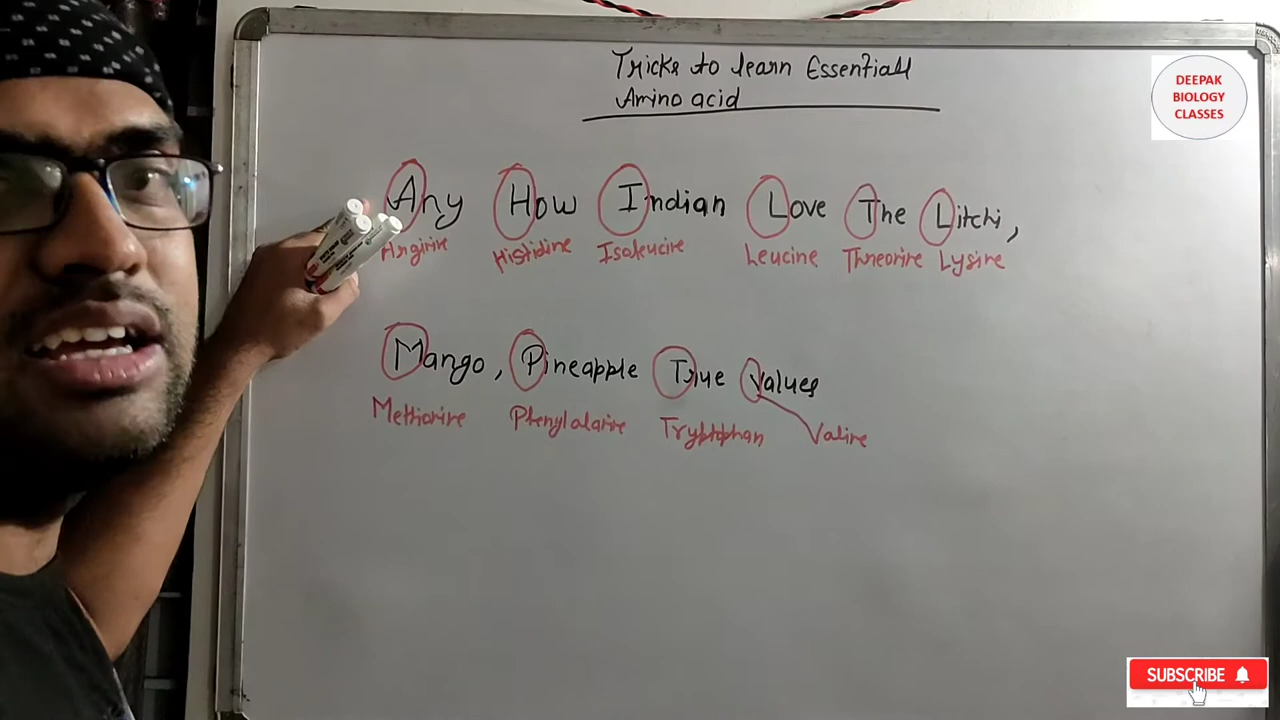 Tricks to learn Essentiall
Amino acid
DEEPAK
BIOLOGY
CLASSES
Any How Indian Love The Litchi,
Arginine Histidine Isoleucine Leucine Threonine Lysine
Mango, Pineapple True Values
Methionine Phenylalanine Tryptophan Valine
SUBSCRIBE